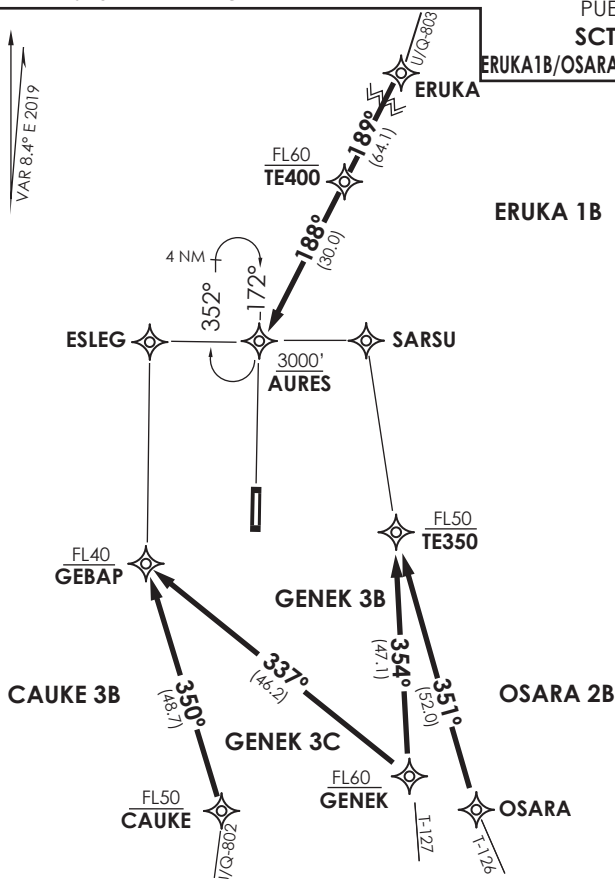 PUB
SCT
ERUKA1B/OSARA
VAR 8.4° E 2019
U/Q-803
ERUKA
189°
(64.1)
FL60
TE400
ERUKA 1B
188°
(30.0)
4 NM
352°
172°
ESLEG
SARSU
3000'
AURES
FL50
TE350
FL40
GEBAP
GENEK 3B
337°
(46.2)
354°
(47.1)
351°
(52.0)
CAUKE 3B
350°
(48.7)
OSARA 2B
GENEK 3C
FL60
GENEK
FL50
CAUKE
OSARA
U/Q-802
T-127
T-126